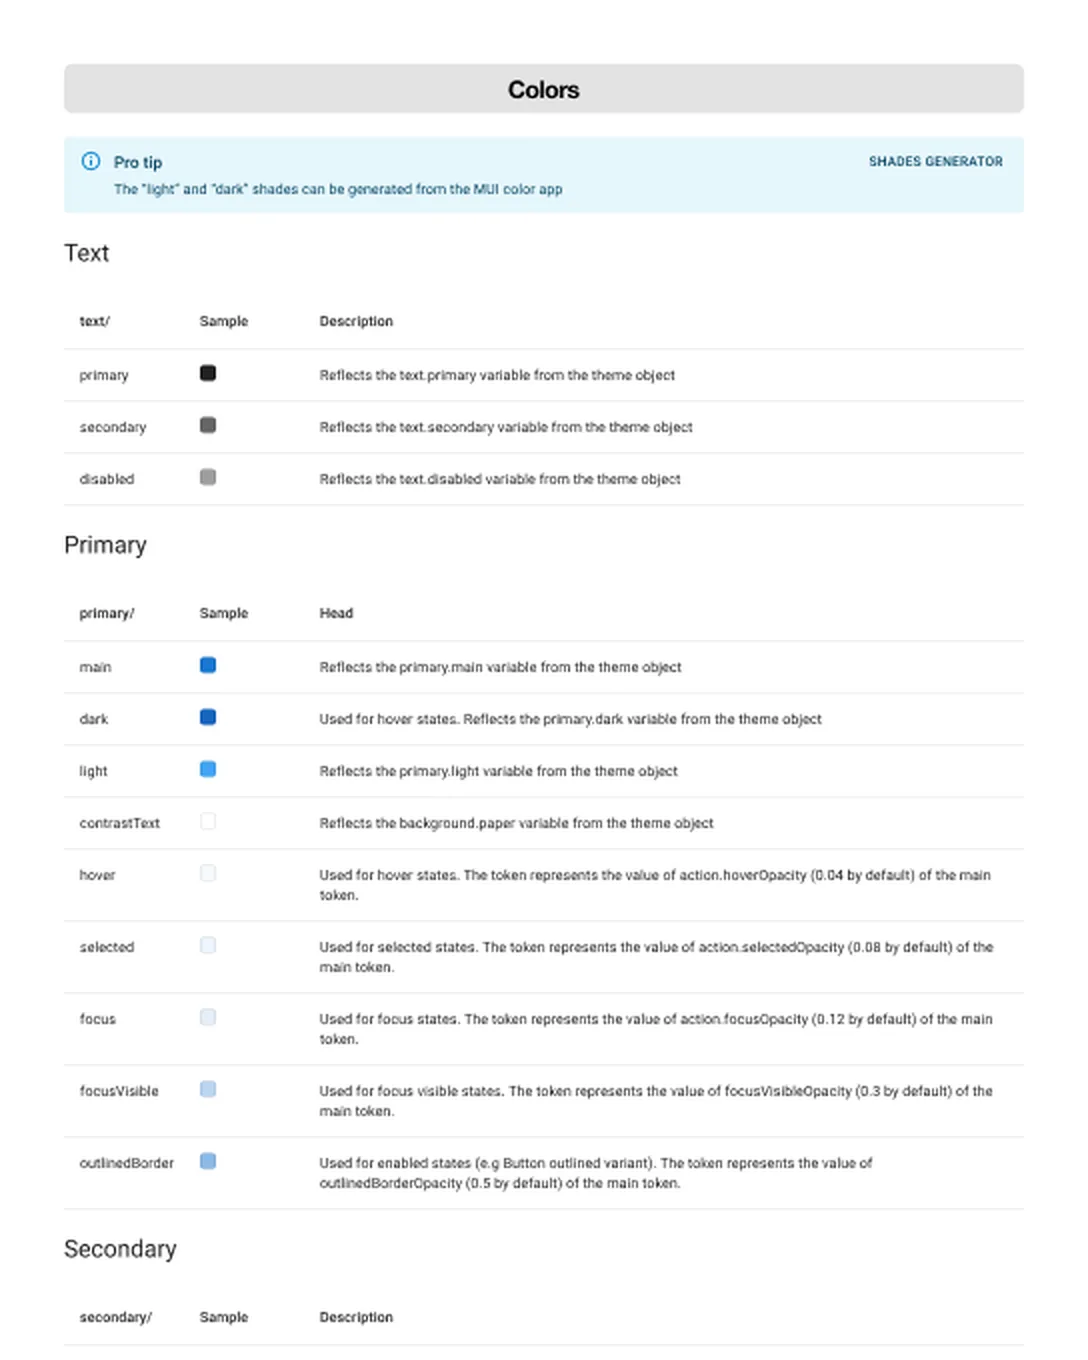 Colors
Pro tip
SHADES GENERATOR
The "light" and "dark" shades can be generated from the MUI color app
Text
text/ Sample Description
primary Reflects the text.primary variable from the theme object
secondary Reflects the text.secondary variable from the theme object
disabled Reflects the text.disabled variable from the theme object
Primary
primary/ Sample Head
main Reflects the primary.main variable from the theme object
dark Used for hover states. Reflects the primary.dark variable from the theme object
light Reflects the primary.light variable from the theme object
contrastText Reflects the background.paper variable from the theme object
hover Used for hover states. The token represents the value of action.hoverOpacity (0.04 by default) of the main
token.
selected Used for selected states. The token represents the value of action.selectedOpacity (0.08 by default) of the
main token.
focus Used for focus states. The token represents the value of action.focusOpacity (0.12 by default) of the main
token.
focusVisible Used for focus visible states. The token represents the value of focusVisibleOpacity (0.3 by default) of the
main token.
outlinedBorder Used for enabled states (e.g Button outlined variant). The token represents the value of
outlinedBorderOpacity (0.5 by default) of the main token.
Secondary
secondary/ Sample Description